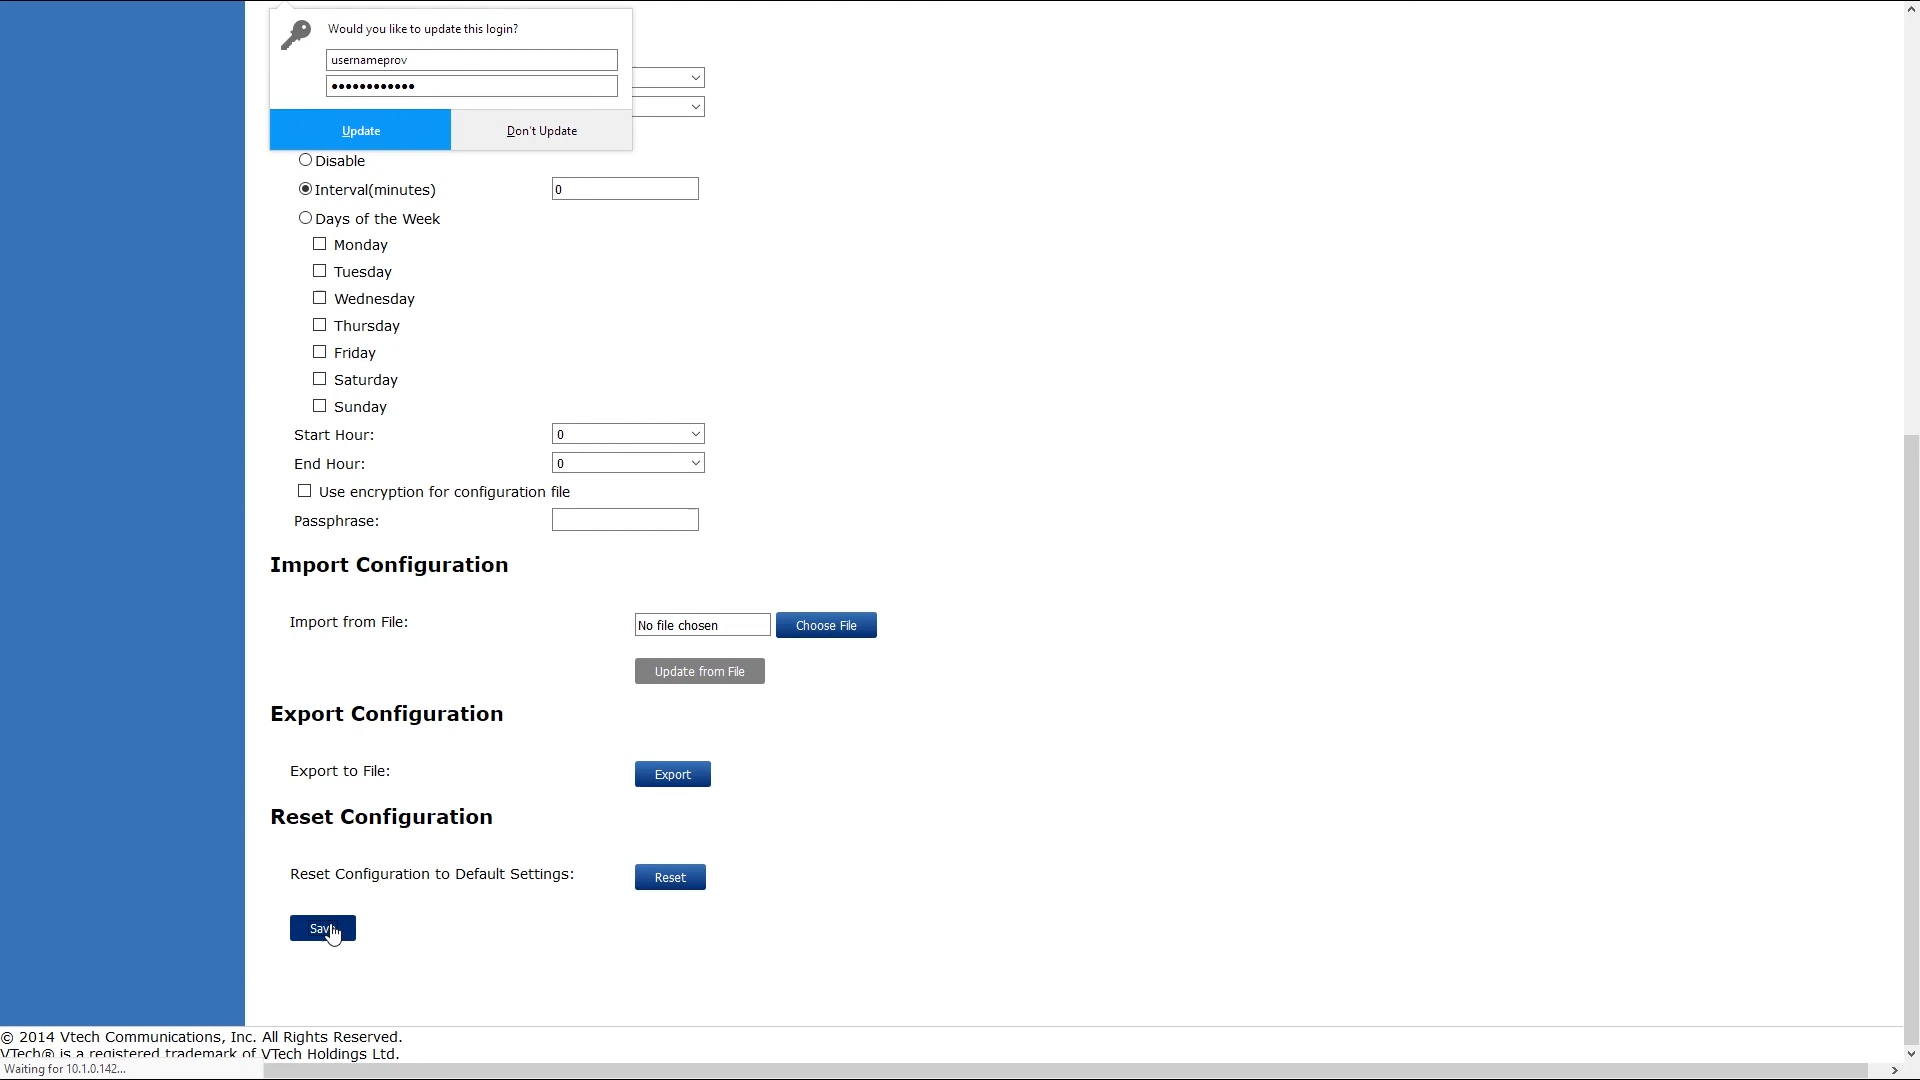 Would you like to update this login?
usernameprov
Update
Don't Update
Disable
Interval(minutes) 0
Days of the Week
Monday
Tuesday
Wednesday
Thursday
Friday
Saturday
Sunday
Start Hour: 0
End Hour: 0
Use encryption for configuration file
Passphrase:
Import Configuration
Import from File: No file chosen Choose File
Update from File
Export Configuration
Export to File: Export
Reset Configuration
Reset Configuration to Default Settings: Reset
Save
© 2014 Vtech Communications, Inc. All Rights Reserved.
VTech® is a registered trademark of VTech Holdings Ltd.
Waiting for 10.1.0.142...